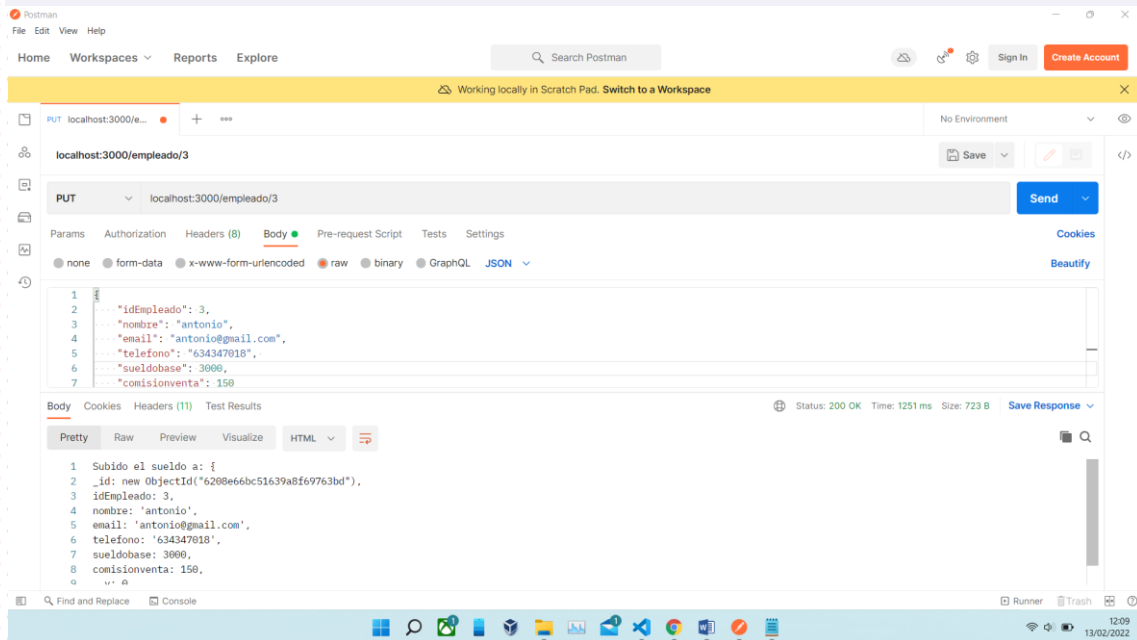 Postman
File Edit View Help
Home Workspaces Reports Explore Search Postman Sign In Create Account
Working locally in Scratch Pad. Switch to a Workspace
PUT localhost:3000/e... No Environment
localhost:3000/empleado/3 Save
PUT localhost:3000/empleado/3 Send
Params Authorization Headers (8) Body Pre-request Script Tests Settings Cookies
none form-data x-www-form-urlencoded raw binary GraphQL JSON Beautify
1 {
2 "idEmpleado": 3,
3 "nombre": "antonio",
4 "email": "antonio@gmail.com",
5 "telefono": "634347018",
6 "sueldobase": 3000,
7 "comisionventa": 150
Body Cookies Headers (11) Test Results Status: 200 OK Time: 1251 ms Size: 723 B Save Response
Pretty Raw Preview Visualize HTML
1 Subido el sueldo a: {
2 _id: new ObjectId("6208e66bc51639a8f69763bd"),
3 idEmpleado: 3,
4 nombre: 'antonio',
5 email: 'antonio@gmail.com',
6 telefono: '634347018',
7 sueldobase: 3000,
8 comisionventa: 150,
Find and Replace Console Runner Trash
12:09
13/02/2022